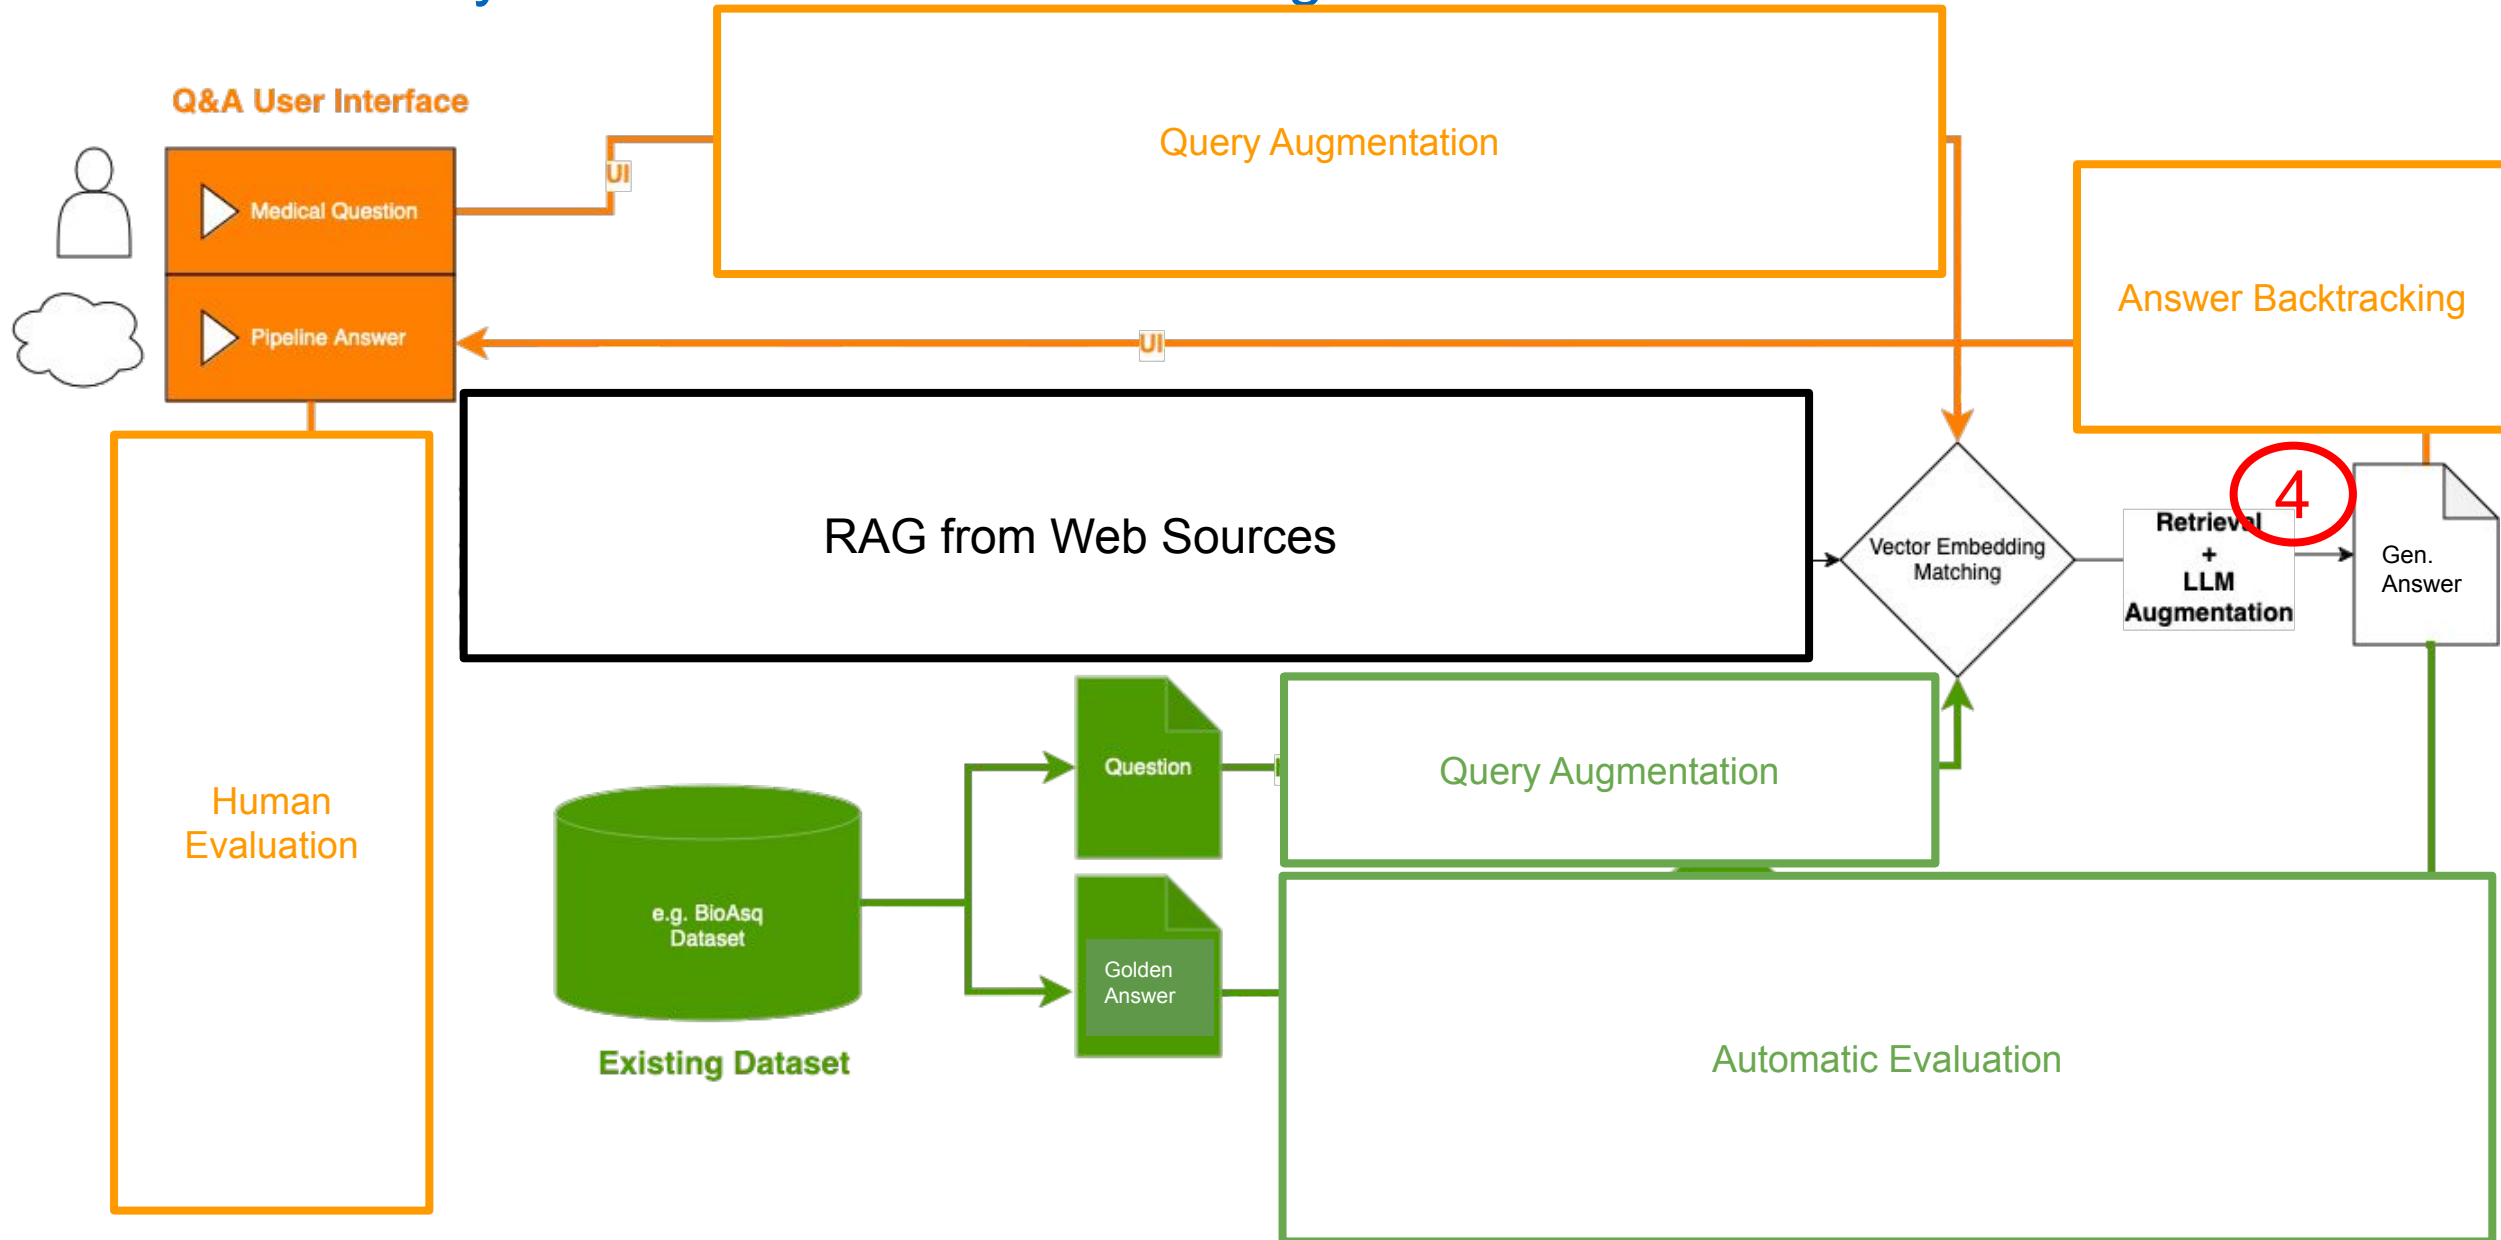 Q&A User Interface
Query Augmentation
UI
Medical Question
Answer Backtracking
Pipeline Answer
UI
4
RAG from Web Sources
Vector Embedding
Matching
Retrieval
+
LLM
Augmentation
Gen.
Answer
Question
Query Augmentation
Human
Evaluation
e.g. BioAsq
Dataset
Golden
Answer
Existing Dataset
Automatic Evaluation